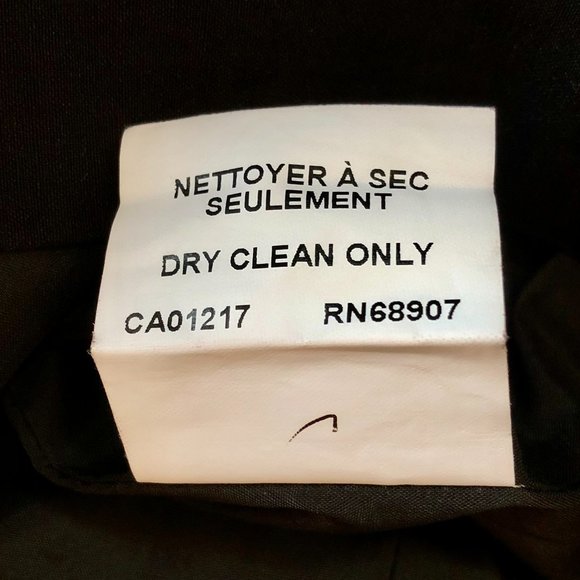 NETTOYER À SEC
SEULEMENT
DRY CLEAN ONLY
CA01217 RN68907